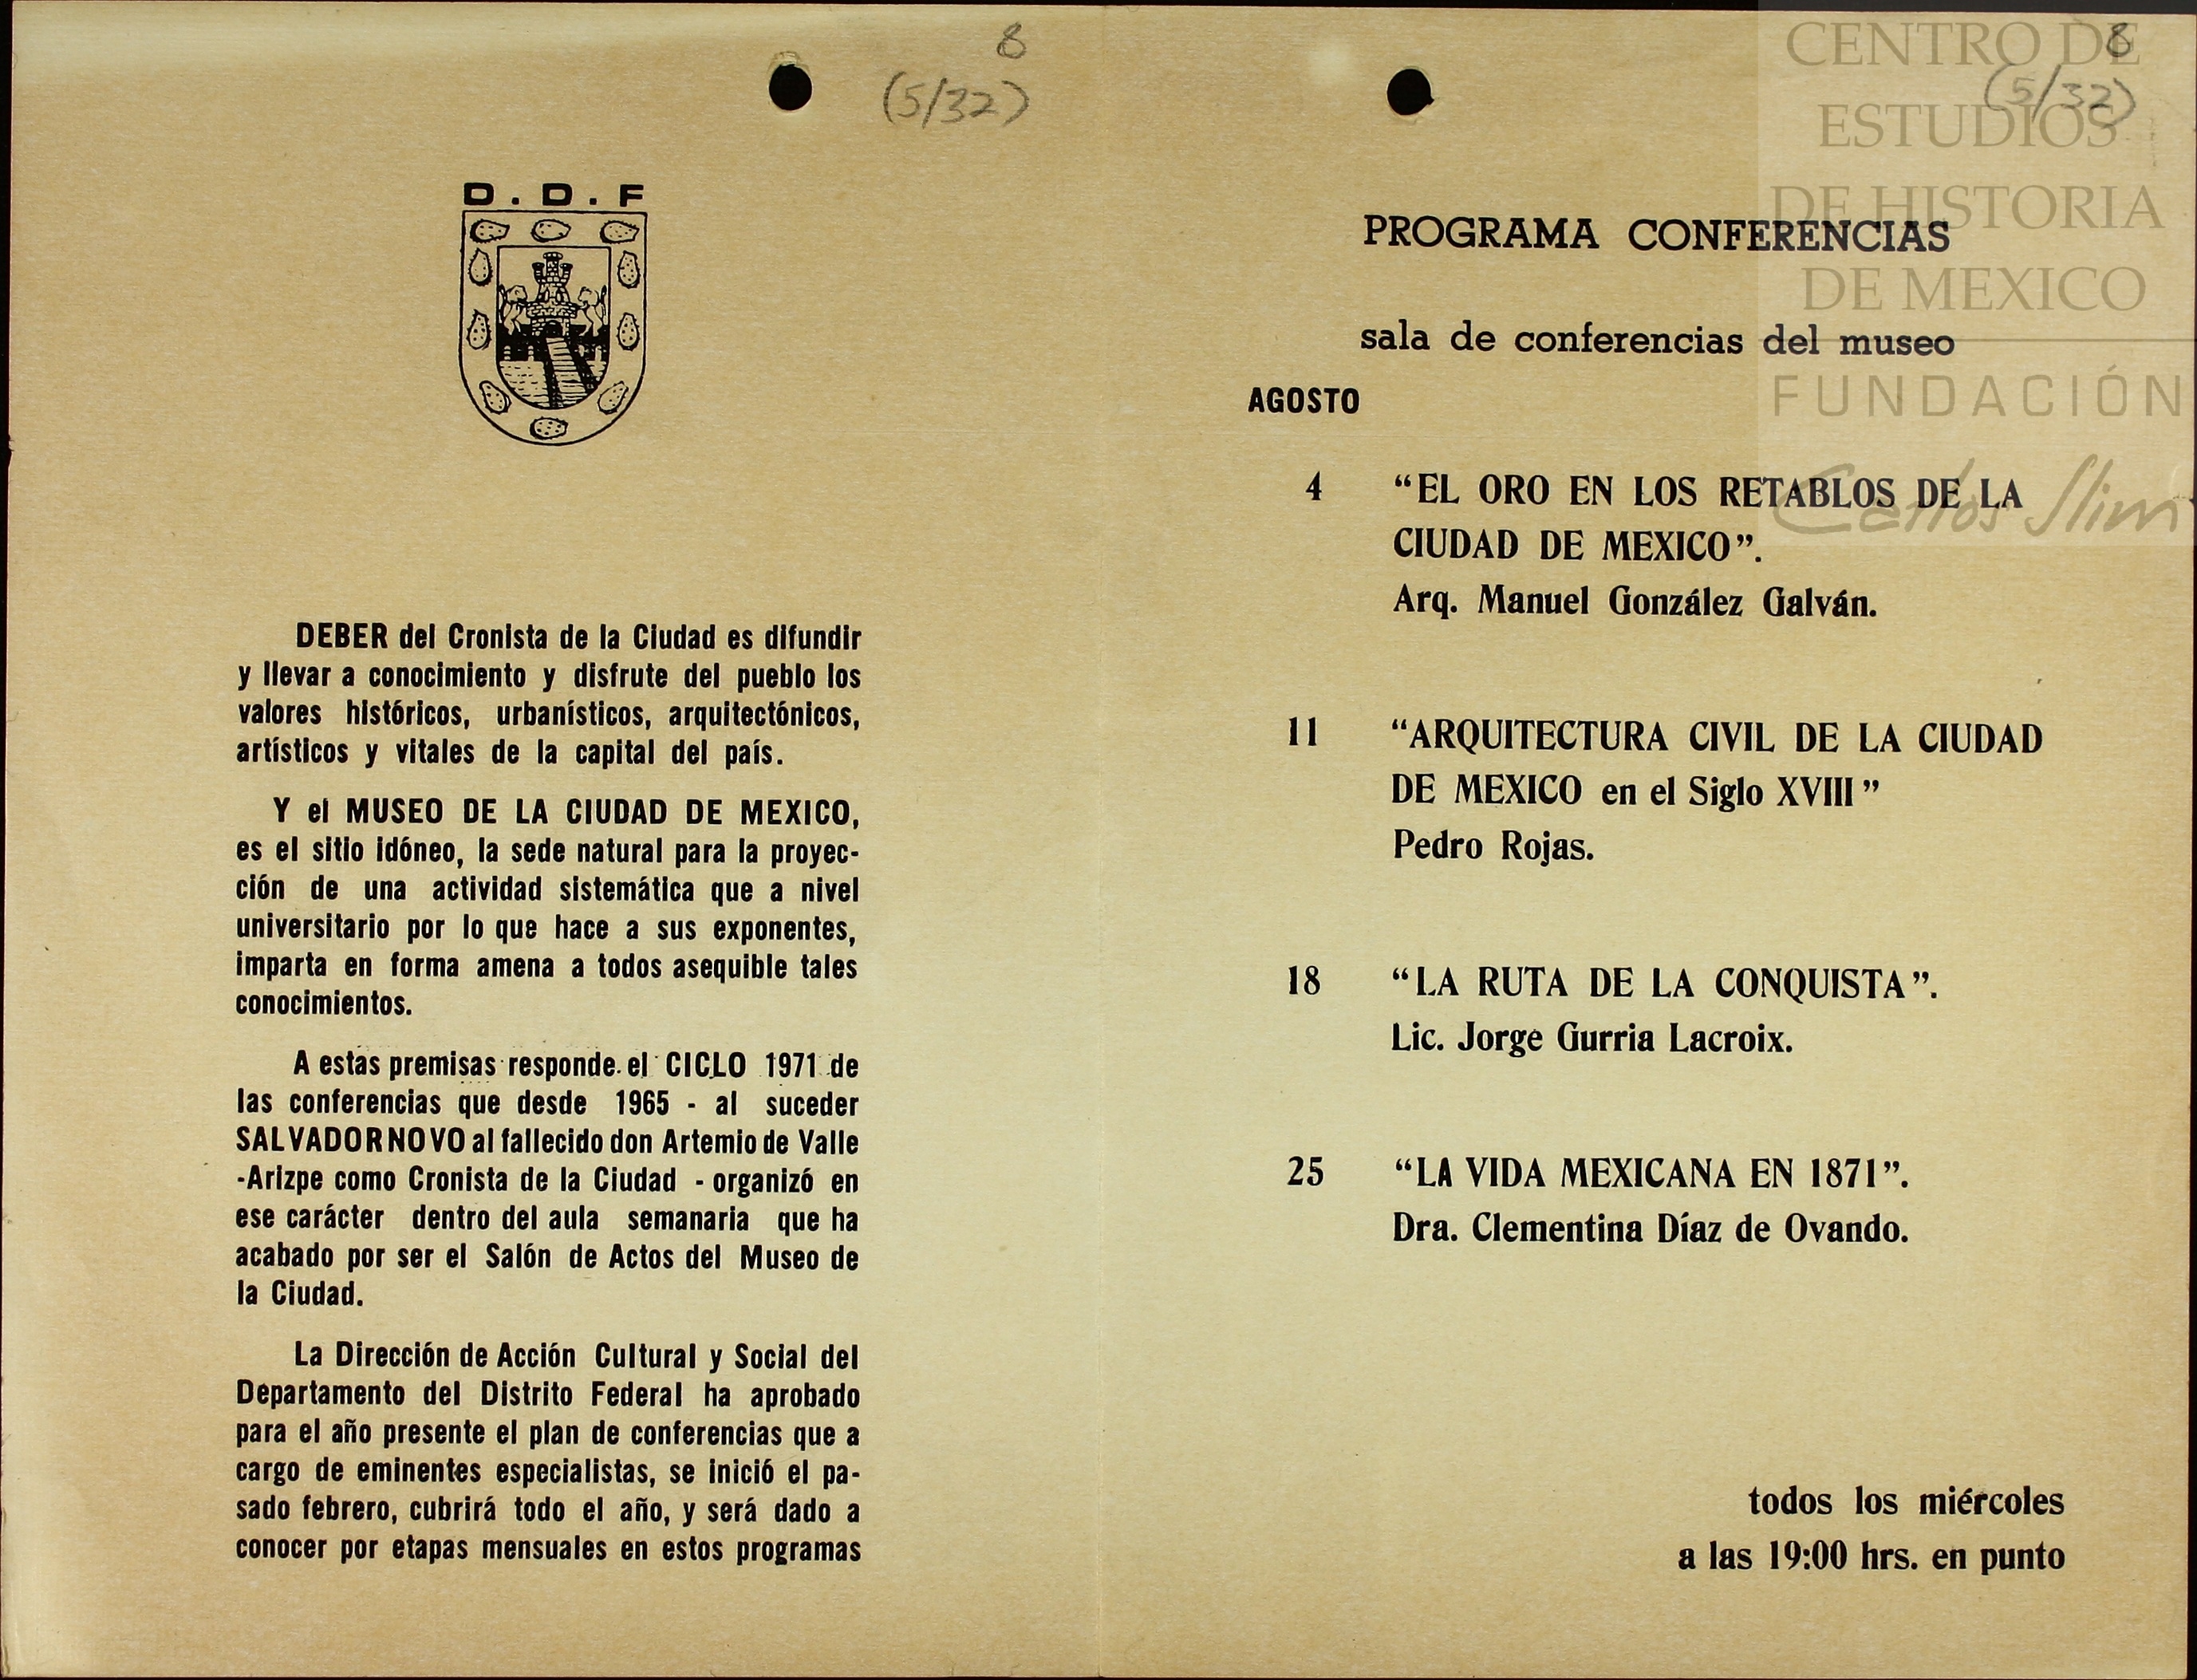 8
(5/32)
D.D.F
DEBER del Cronista de la Ciudad es difundir
y llevar a conocimiento y disfrute del pueblo los
valores históricos, urbanísticos, arquitectónicos,
artísticos y vitales de la capital del país.
Y el MUSEO DE LA CIUDAD DE MEXICO,
es el sitio idóneo, la sede natural para la proyec-
ción de una actividad sistemática que a nivel
universitario por lo que hace a sus exponentes,
imparta en forma amena a todos asequible tales
conocimientos.
A estas premisas responde el CICLO 1971 de
las conferencias que desde 1965 - al suceder
SALVADOR NOVO al fallecido don Artemio de Valle
-Arizpe como Cronista de la Ciudad - organizó en
ese carácter dentro del aula semanaria que ha
acabado por ser el Salón de Actos del Museo de
la Ciudad.
La Dirección de Acción Cultural y Social del
Departamento del Distrito Federal ha aprobado
para el año presente el plan de conferencias que a
cargo de eminentes especialistas, se inició el pa-
sado febrero, cubrirá todo el año, y será dado a
conocer por etapas mensuales en estos programas
8
(5/32)
CENTRO DE
ESTUDIOS
DE HISTORIA
DE MEXICO
FUNDACIÓN
Carlos Slim
PROGRAMA CONFERENCIAS
sala de conferencias del museo
AGOSTO
4 “EL ORO EN LOS RETABLOS DE LA
CIUDAD DE MEXICO”.
Arq. Manuel González Galván.
11 “ARQUITECTURA CIVIL DE LA CIUDAD
DE MEXICO en el Siglo XVIII”
Pedro Rojas.
18 “LA RUTA DE LA CONQUISTA”.
Lic. Jorge Gurria Lacroix.
25 “LA VIDA MEXICANA EN 1871”.
Dra. Clementina Díaz de Ovando.
todos los miércoles
a las 19:00 hrs. en punto